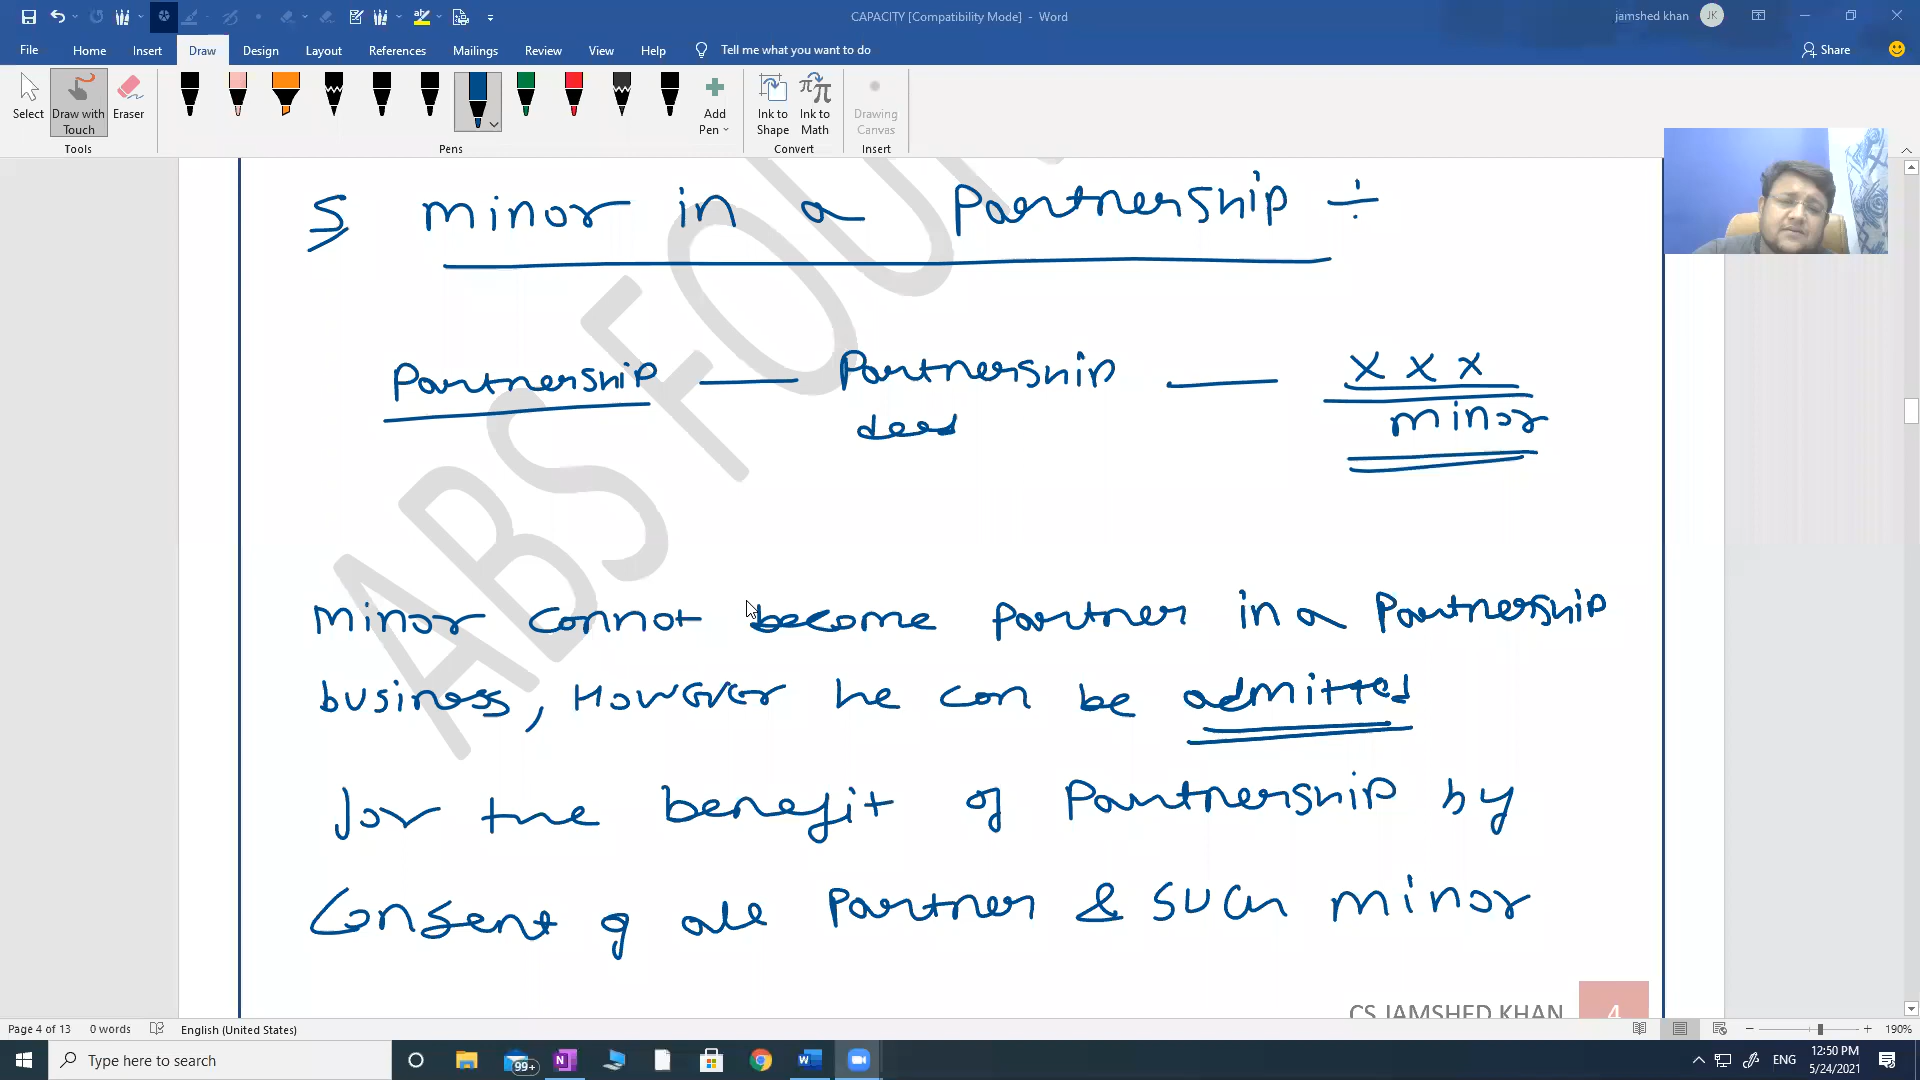 CAPACITY [Compatibility Mode] - Word
jamshed khan JK
File Home Insert Draw Design Layout References Mailings Review View Help Tell me what you want to do Share
Select Draw with Touch Eraser Add Pen Ink to Shape Ink to Math Drawing Canvas
Tools Pens Convert Insert
5 minor in a Partnership ÷
Partnership — Partnership — x x x
deed minor
ABS FOU
minor cannot become Partner in a Partnership
business, However he can be admitted
for the benefit of Partnership by
Consent of all Partner & such minor
CS JAMSHED KHAN 4
Page 4 of 13 0 words English (United States) 190%
Type here to search 99+ ENG 12:50 PM
5/24/2021